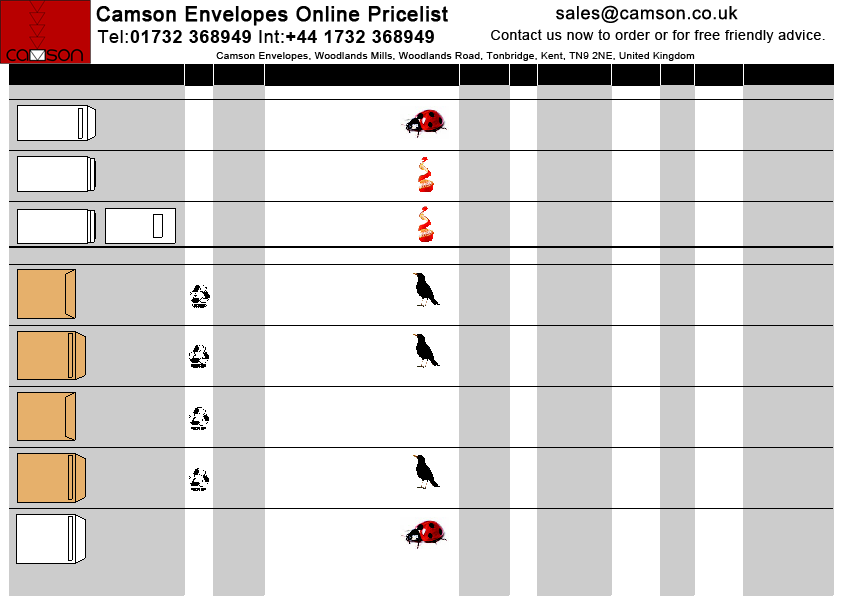 Camson Envelopes Online Pricelist
sales@camson.co.uk
Tel:01732 368949 Int:+44 1732 368949
Contact us now to order or for free friendly advice.
camson
Camson Envelopes, Woodlands Mills, Woodlands Road, Tonbridge, Kent, TN9 2NE, United Kingdom